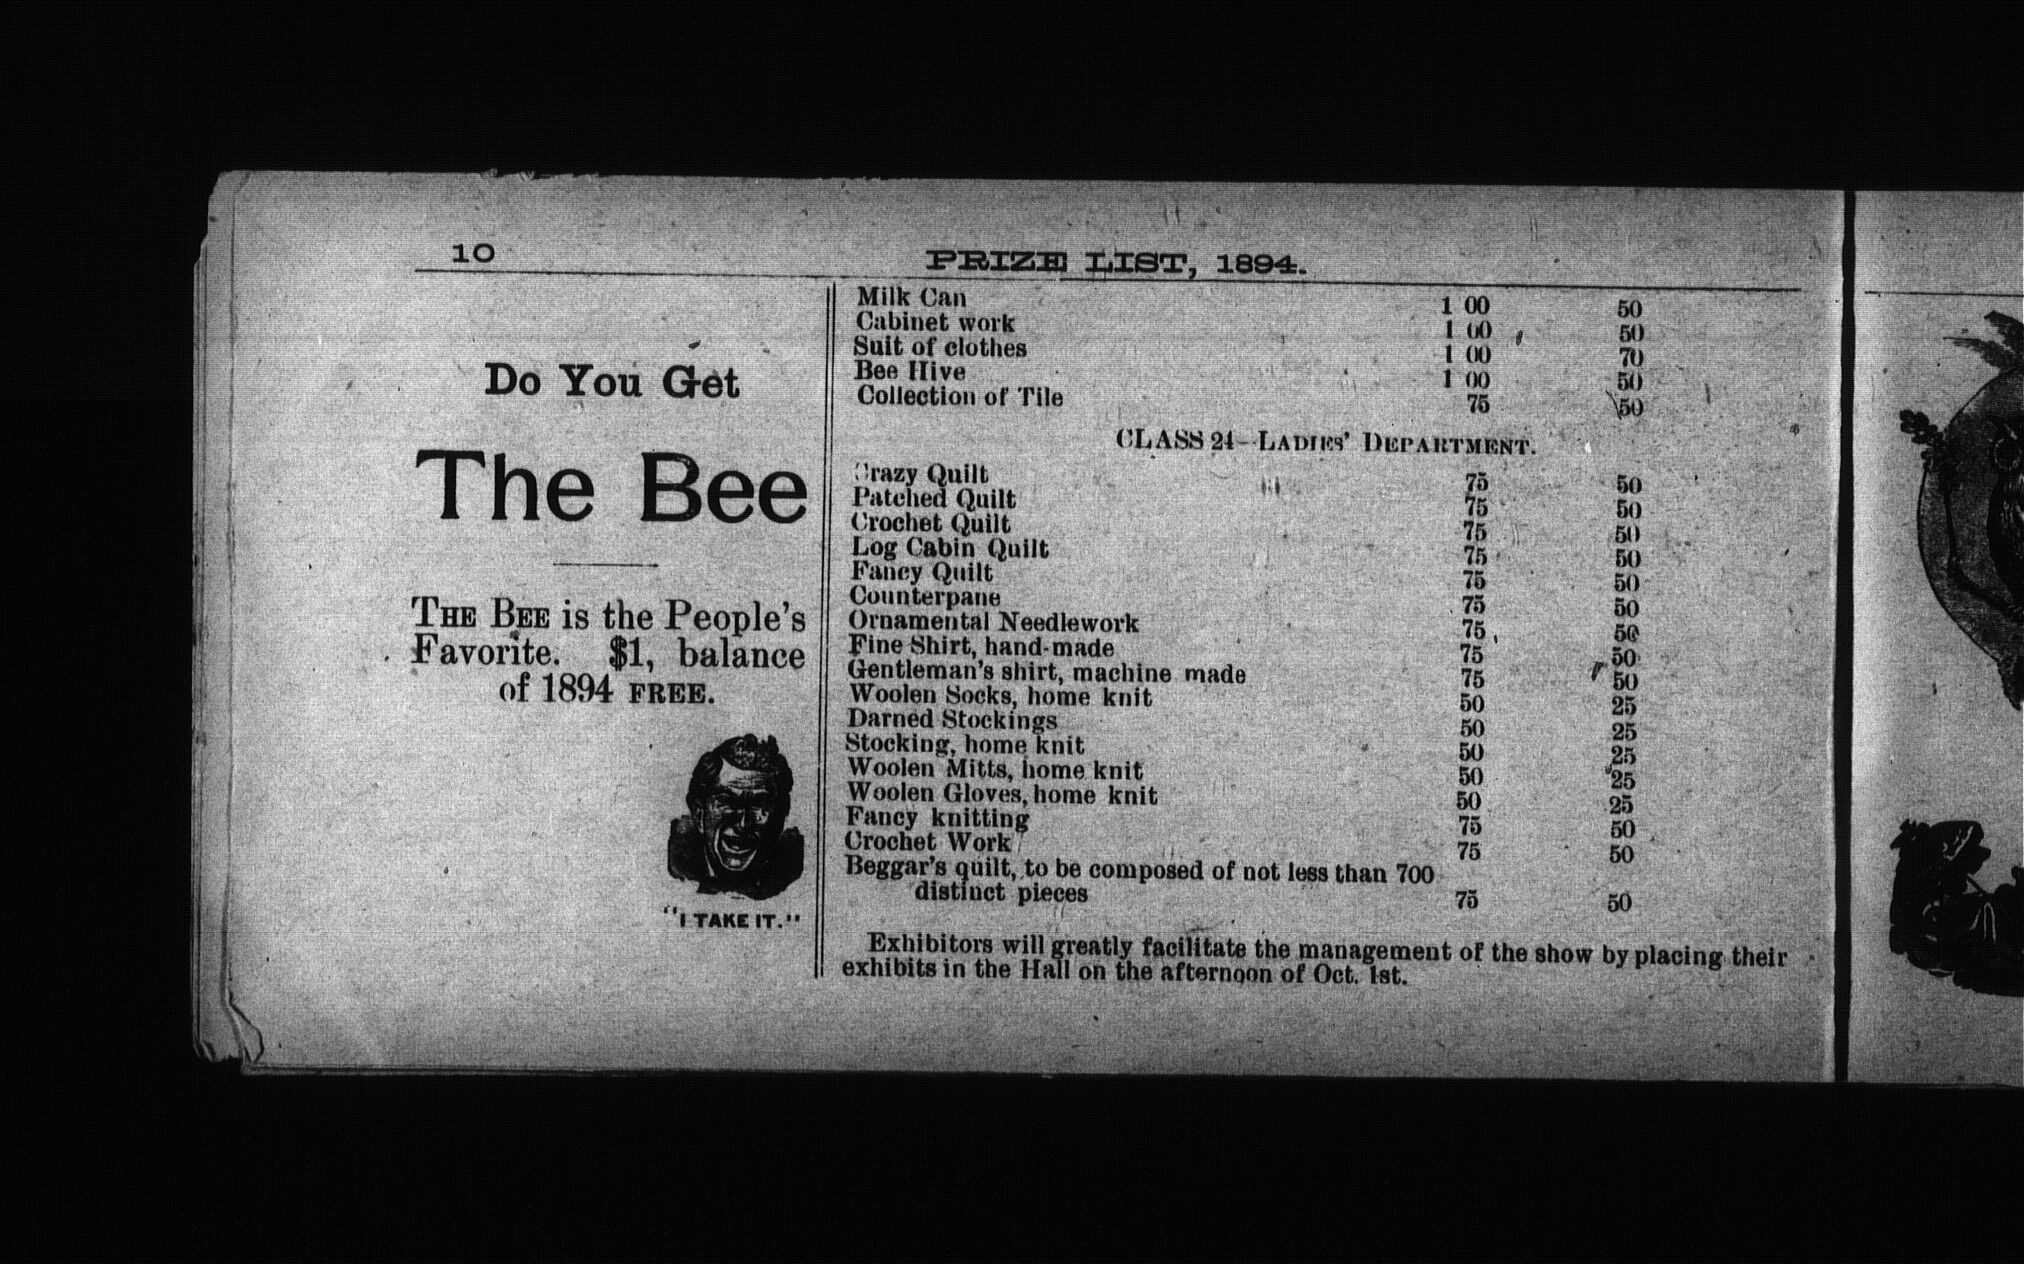 10
PRIZE LIST, 1894.
Do You Get
The Bee
THE BEE is the People's
Favorite. $1, balance
of 1894 FREE.
"I TAKE IT."
Milk Can 1 00 50
Cabinet work 1 00 50
Suit of clothes 1 00 70
Bee Hive 1 00 50
Collection of Tile 75 50
CLASS 24—LADIES' DEPARTMENT.
Crazy Quilt 75 50
Patched Quilt 75 50
Crochet Quilt 75 50
Log Cabin Quilt 75 50
Fancy Quilt 75 50
Counterpane 75 50
Ornamental Needlework 75 50
Fine Shirt, hand-made 75 50
Gentleman's shirt, machine made 75 50
Woolen Socks, home knit 50 25
Darned Stockings 50 25
Stocking, home knit 50 25
Woolen Mitts, home knit 50 25
Woolen Gloves, home knit 50 25
Fancy knitting 75 50
Crochet Work 75 50
Beggar's quilt, to be composed of not less than 700
distinct pieces 75 50
Exhibitors will greatly facilitate the management of the show by placing their
exhibits in the Hall on the afternoon of Oct. 1st.